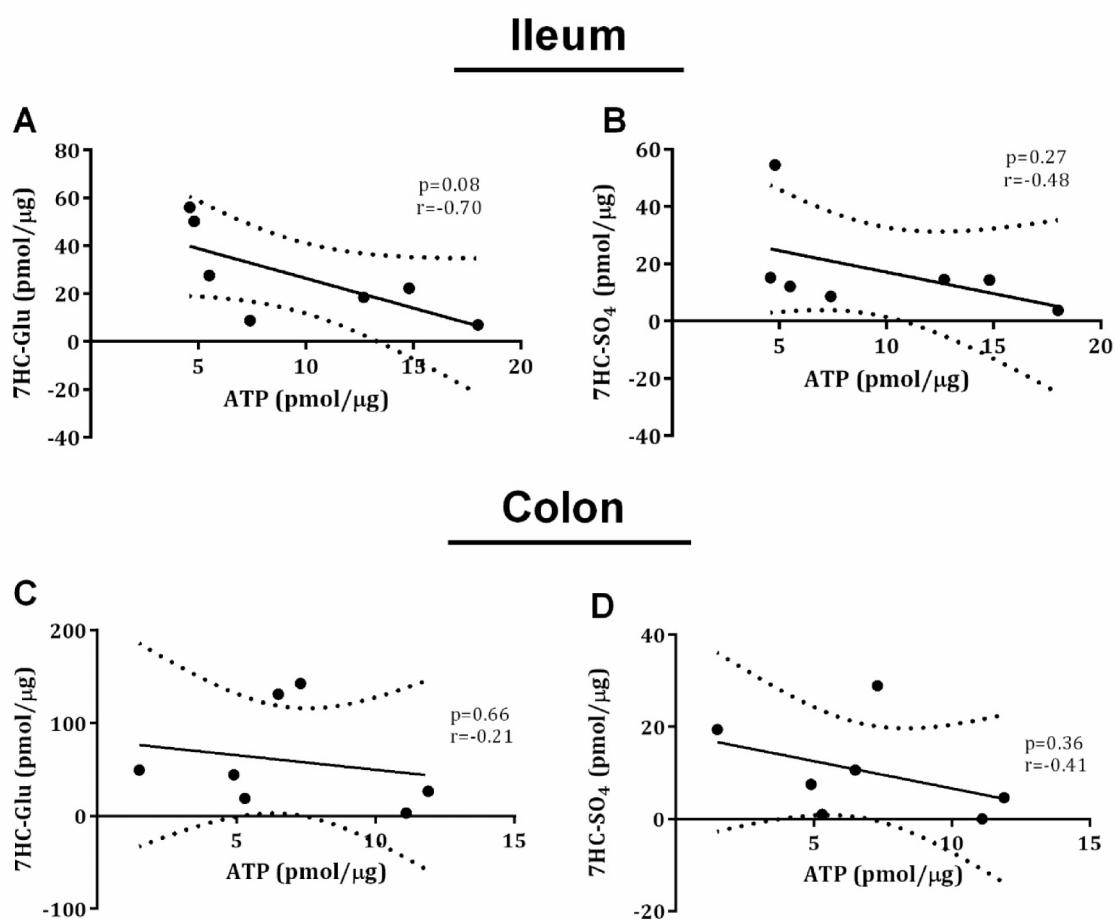 Ileum
A
7HC-Glu (pmol/µg)
80
60
40
20
0
-20
-40
5
10
15
20
ATP (pmol/µg)
p=0.08
r=-0.70
B
7HC-SO₄ (pmol/µg)
60
40
20
0
-20
-40
5
10
15
20
ATP (pmol/µg)
p=0.27
r=-0.48
Colon
C
7HC-Glu (pmol/µg)
200
100
0
-100
5
10
15
ATP (pmol/µg)
p=0.66
r=-0.21
D
7HC-SO₄ (pmol/µg)
40
20
0
-20
5
10
15
ATP (pmol/µg)
p=0.36
r=-0.41